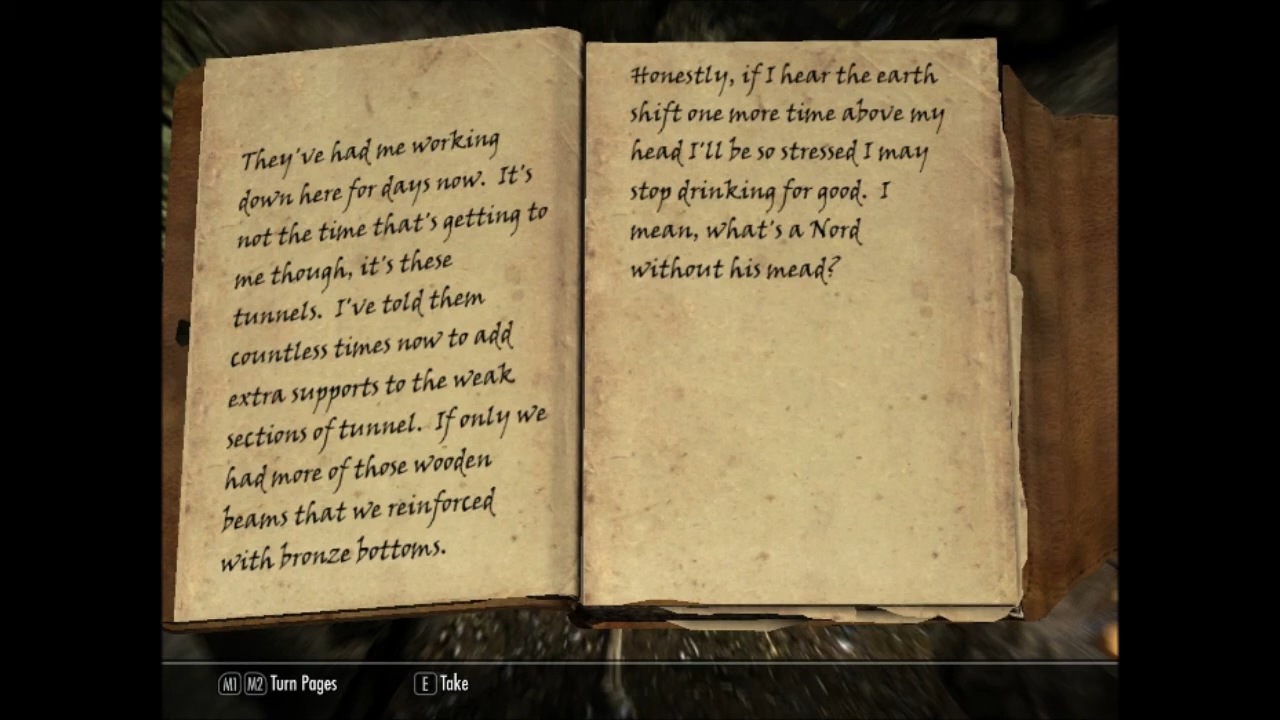 They've had me working
down here for days now.  It's
not the time that's getting to
me though, it's these
tunnels.  I've told them
countless times now to add
extra supports to the weak
sections of tunnel.  If only we
had more of those wooden
beams that we reinforced
with bronze bottoms.
Honestly, if I hear the earth
shift one more time above my
head I'll be so stressed I may
stop drinking for good.  I
mean, what's a Nord
without his mead?
M1 M2 Turn Pages E Take